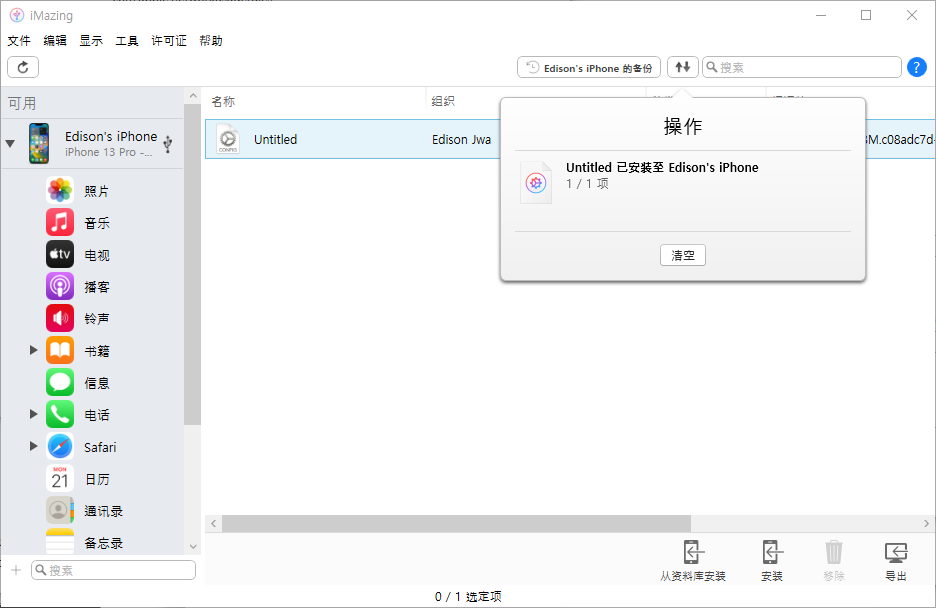 iMazing
文件 编辑 显示 工具 许可证 帮助
Edison's iPhone 的备份
搜索
?
可用
名称 组织
Edison's iPhone
iPhone 13 Pro -...
Untitled Edison Jwa
CONFIG
操作
Untitled 已安装至 Edison's iPhone
1 / 1 项
清空
照片
音乐
tv 电视
播客
铃声
书籍
信息
电话
Safari
MON 21 日历
通讯录
备忘录
搜索
从资料库安装 安装 移除 导出
0 / 1 选定项